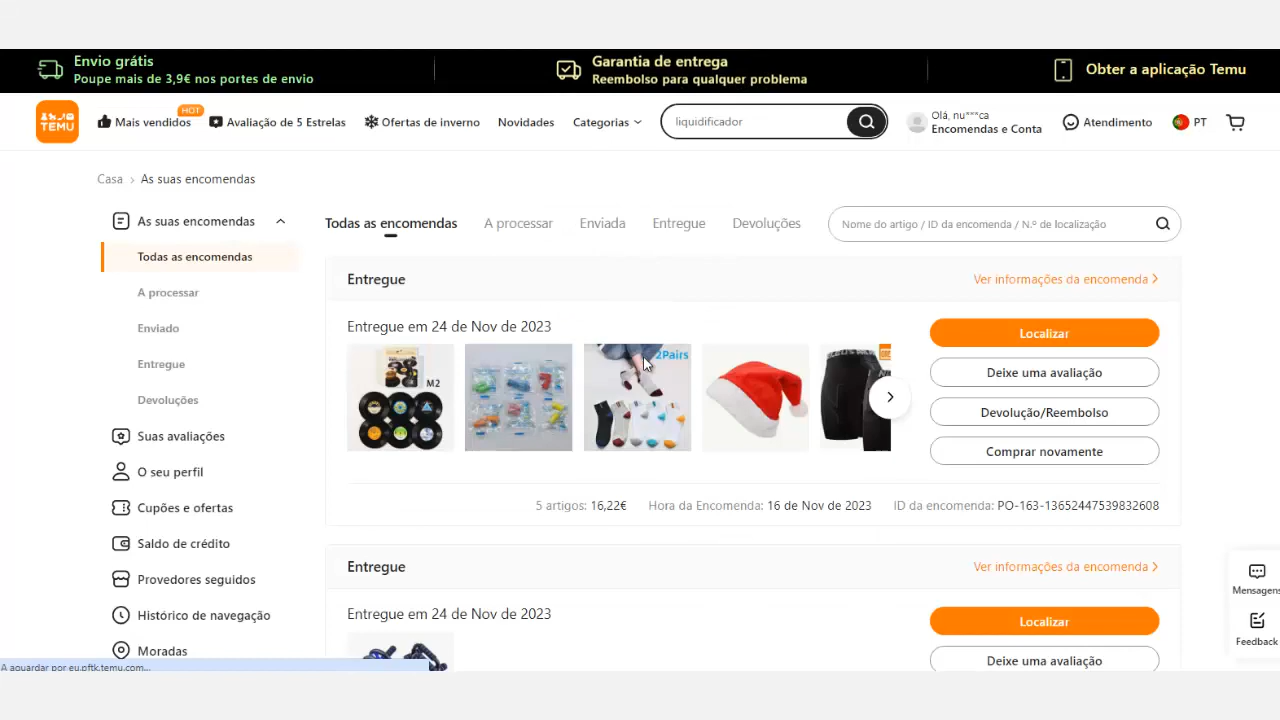 Envio grátis
Poupe mais de 3,9€ nos portes de envio
Garantia de entrega
Reembolso para qualquer problema
Obter a aplicação Temu
TEMU
Mais vendidos
HOT
Avaliação de 5 Estrelas
Ofertas de inverno
Novidades
Categorias
liquidificador
Olá, nu***ca
Encomendas e Conta
Atendimento
PT
Casa > As suas encomendas
As suas encomendas
Todas as encomendas
A processar
Enviado
Entregue
Devoluções
Suas avaliações
O seu perfil
Cupões e ofertas
Saldo de crédito
Provedores seguidos
Histórico de navegação
Moradas
Todas as encomendas
A processar
Enviada
Entregue
Devoluções
Nome do artigo / ID da encomenda / N.º de localização
Entregue
Ver informações da encomenda >
Entregue em 24 de Nov de 2023
M2
2Pairs
Localizar
Deixe uma avaliação
Devolução/Reembolso
Comprar novamente
5 artigos: 16,22€
Hora da Encomenda: 16 de Nov de 2023
ID da encomenda: PO-163-13652447539832608
Entregue
Ver informações da encomenda >
Entregue em 24 de Nov de 2023
Localizar
Deixe uma avaliação
Mensagens
Feedback
A aguardar por eu.pftk.temu.com...